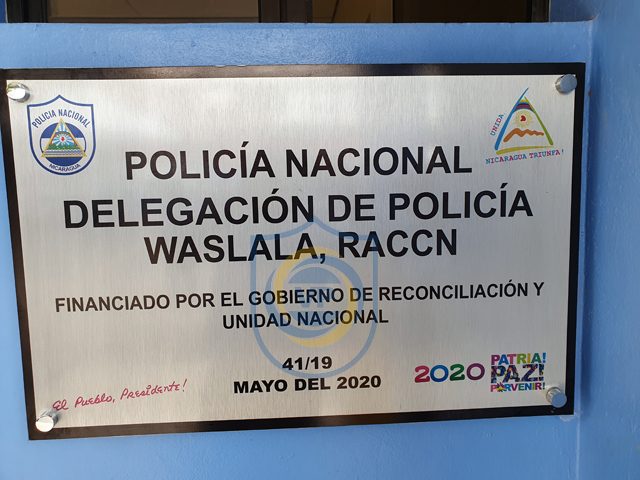 POLICIA NACIONAL
NICARAGUA
UNIDA
NICARAGUA TRIUNFA!
POLICÍA NACIONAL
DELEGACIÓN DE POLICÍA
WASLALA, RACCN
FINANCIADO POR EL GOBIERNO DE RECONCILIACIÓN Y
UNIDAD NACIONAL
41/19
MAYO DEL 2020
El Pueblo, Presidente!
2020
PATRIA!
PAZ!
PORVENIR!